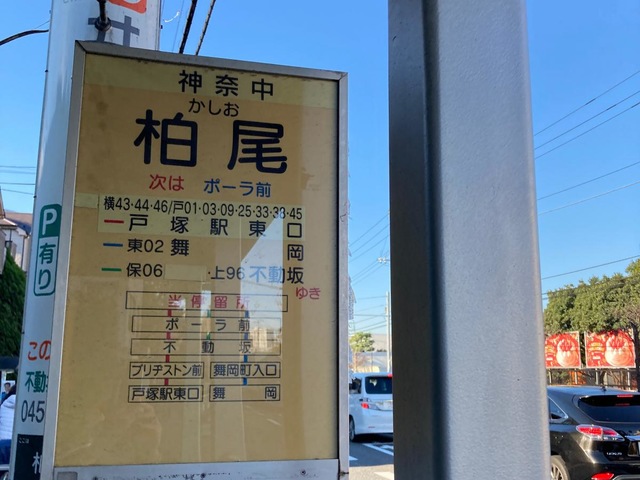 神奈中
かしお
柏尾
次は ポーラ前
横43・44・46/戸01・03・09・25・33・33・45
戸塚駅東口
東02 舞岡
保06 ・上96 不動坂
ゆき
当停留所
ポーラ前
不動坂
ブリヂストン前 舞岡町入口
戸塚駅東口 舞岡
P有り
この
不動
045
柏